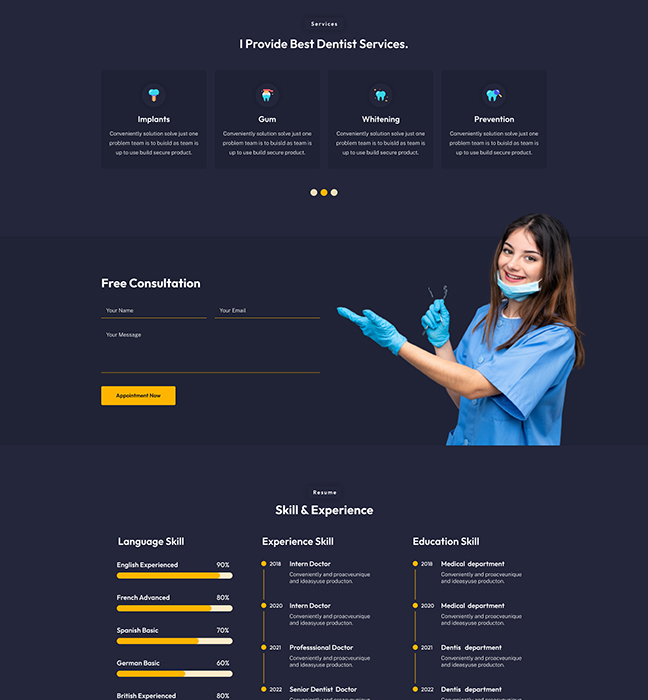 Services
I Provide Best Dentist Services.
Implants
Conveniently solution solve just one
problem team is to buisld as team is
up to use build secure product.
Gum
Conveniently solution solve just one
problem team is to buisld as team is
up to use build secure product.
Whitening
Conveniently solution solve just one
problem team is to buisld as team is
up to use build secure product.
Prevention
Conveniently solution solve just one
problem team is to buisld as team is
up to use build secure product.
Free Consultation
Your Name
Your Email
Your Message
Appointment Now
Resume
Skill & Experience
Language Skill
English Experienced 90%
French Advanced 80%
Spanish Basic 70%
German Basic 60%
British Experienced 80%
Experience Skill
2018 Intern Doctor
Conveniently and proacveunique
and ideasyuse producton.
2020 Intern Doctor
Conveniently and proacveunique
and ideasyuse producton.
2021 Professsional Doctor
Conveniently and proacveunique
and ideasyuse producton.
2022 Senior Dentist Doctor
Conveniently and proacveunique
Education Skill
2018 Medical department
Conveniently and proacveunique
and ideasyuse producton.
2020 Medical department
Conveniently and proacveunique
and ideasyuse producton.
2021 Dentis department
Conveniently and proacveunique
and ideasyuse producton.
2022 Dentis department
Conveniently and proacveunique